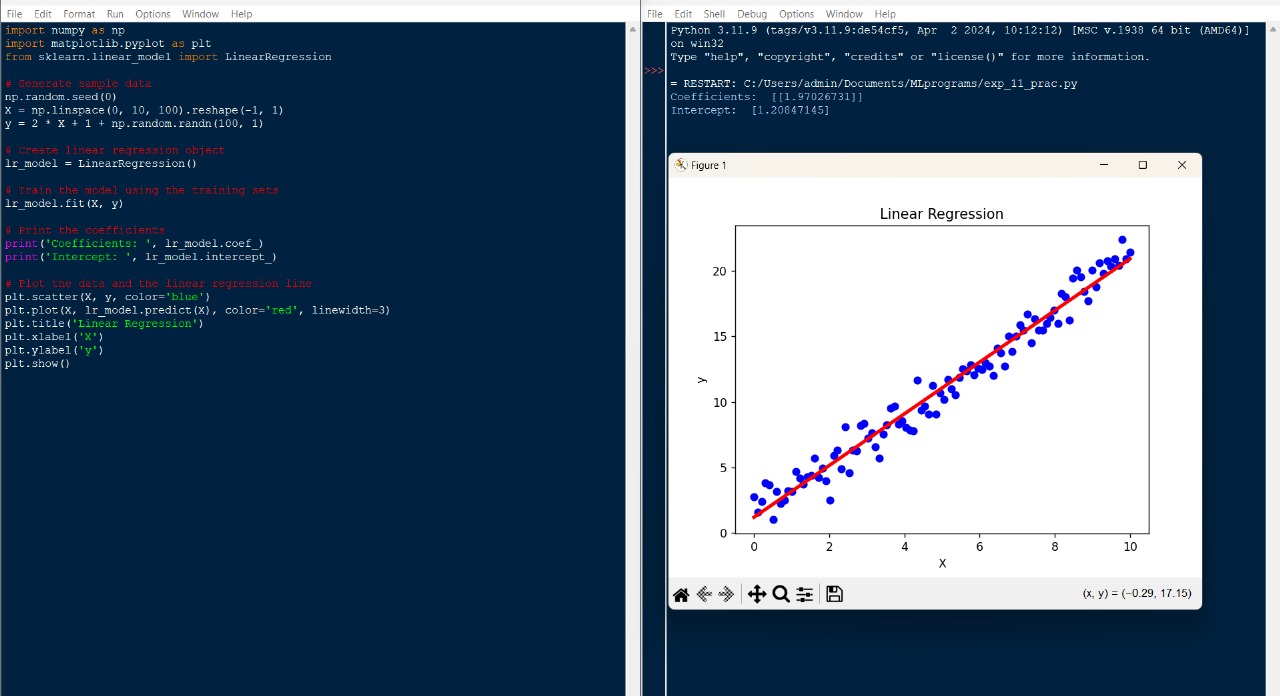 File Edit Format Run Options Window Help
import numpy as np
import matplotlib.pyplot as plt
from sklearn.linear_model import LinearRegression
# Generate sample data
np.random.seed(0)
X = np.linspace(0, 10, 100).reshape(-1, 1)
y = 2 * X + 1 + np.random.randn(100, 1)
# Create linear regression object
lr_model = LinearRegression()
# Train the model using the training sets
lr_model.fit(X, y)
# Print the coefficients
print('Coefficients: ', lr_model.coef_)
print('Intercept: ', lr_model.intercept_)
# Plot the data and the linear regression line
plt.scatter(X, y, color='blue')
plt.plot(X, lr_model.predict(X), color='red', linewidth=3)
plt.title('Linear Regression')
plt.xlabel('X')
plt.ylabel('y')
plt.show()
File Edit Shell Debug Options Window Help
Python 3.11.9 (tags/v3.11.9:de54cf5, Apr  2 2024, 10:12:12) [MSC v.1938 64 bit (AMD64)]
on win32
Type "help", "copyright", "credits" or "license()" for more information.
>>>
= RESTART: C:/Users/admin/Documents/MLprograms/exp_11_prac.py
Coefficients:  [[1.97026731]]
Intercept:  [1.20847145]
Figure 1
Linear Regression
20
15
10
5
0
y
0 2 4 6 8 10
X
(x, y) = (−0.29, 17.15)